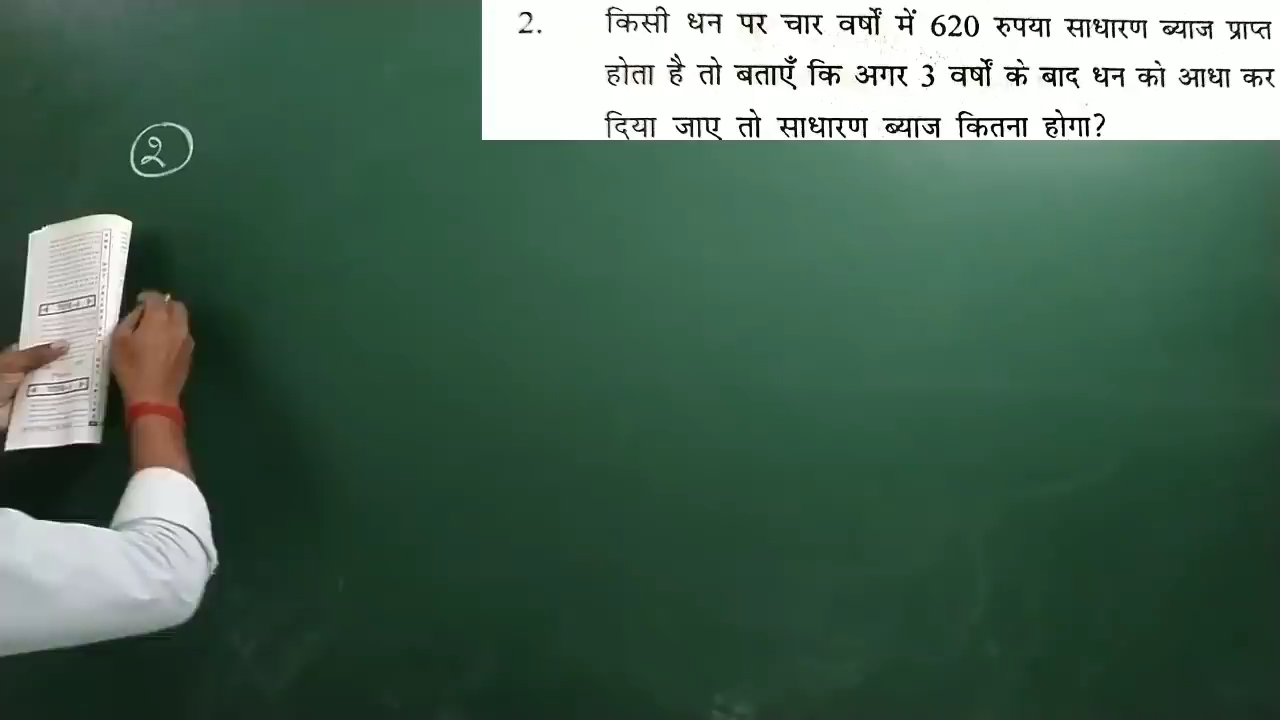 2. किसी धन पर चार वर्षों में 620 रुपया साधारण ब्याज प्राप्त
होता है तो बताएँ कि अगर 3 वर्षों के बाद धन को आधा कर
दिया जाए तो साधारण ब्याज कितना होगा?
2